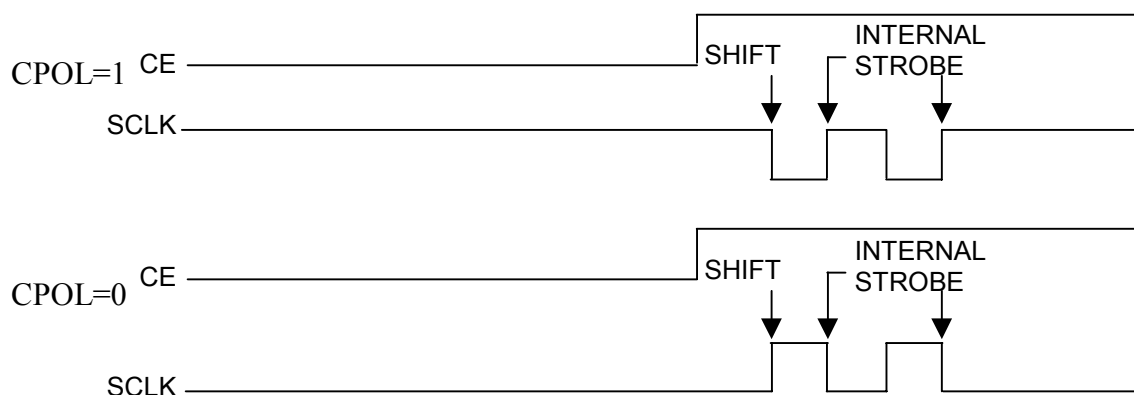 CPOL=1 CE
SHIFT
INTERNAL
STROBE
SCLK
CPOL=0 CE
SHIFT
INTERNAL
STROBE
SCLK